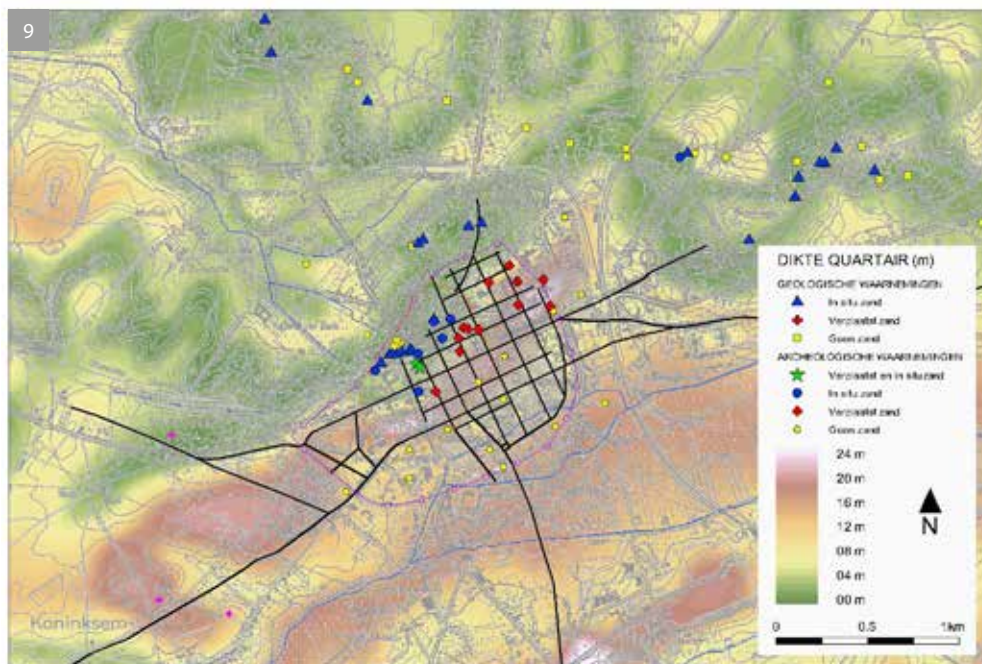 9
DIKTE QUARTAIR (m)
GEOLOGISCHE WAARNEMINGEN
In situ zand
Verplaatst zand
Geen zand
ARCHEOLOGISCHE WAARNEMINGEN
Verplaatst en in situ zand
In situ zand
Verplaatst zand
Geen zand
24 m
20 m
16 m
12 m
08 m
04 m
00 m
N
0 0.5 1km
Koninksem